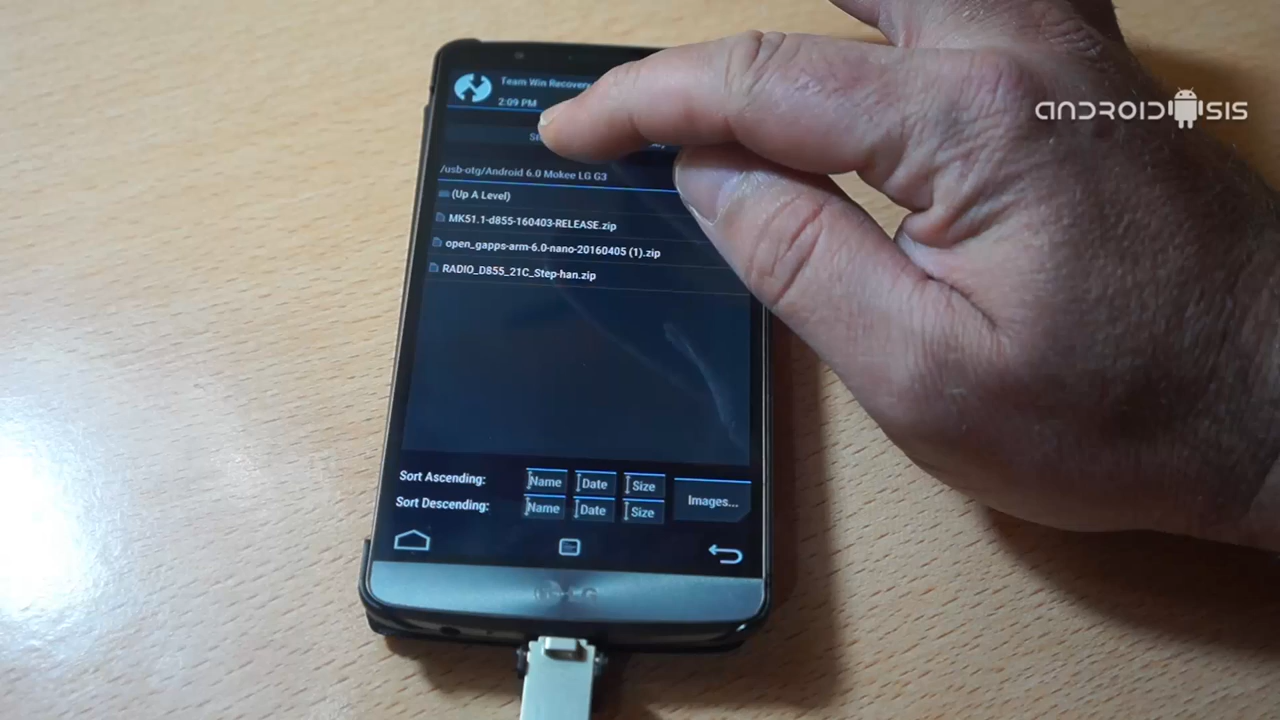 Team Win Recovery
2:09 PM
ANDROIDSIS
/usb-otg/Android 6.0 Mokee LG G3
(Up A Level)
MK51.1-d855-160403-RELEASE.zip
open_gapps-arm-6.0-nano-20160405 (1).zip
RADIO_D855_21C_Step-han.zip
Sort Ascending: Name Date Size
Images...
Sort Descending: Name Date Size
LG